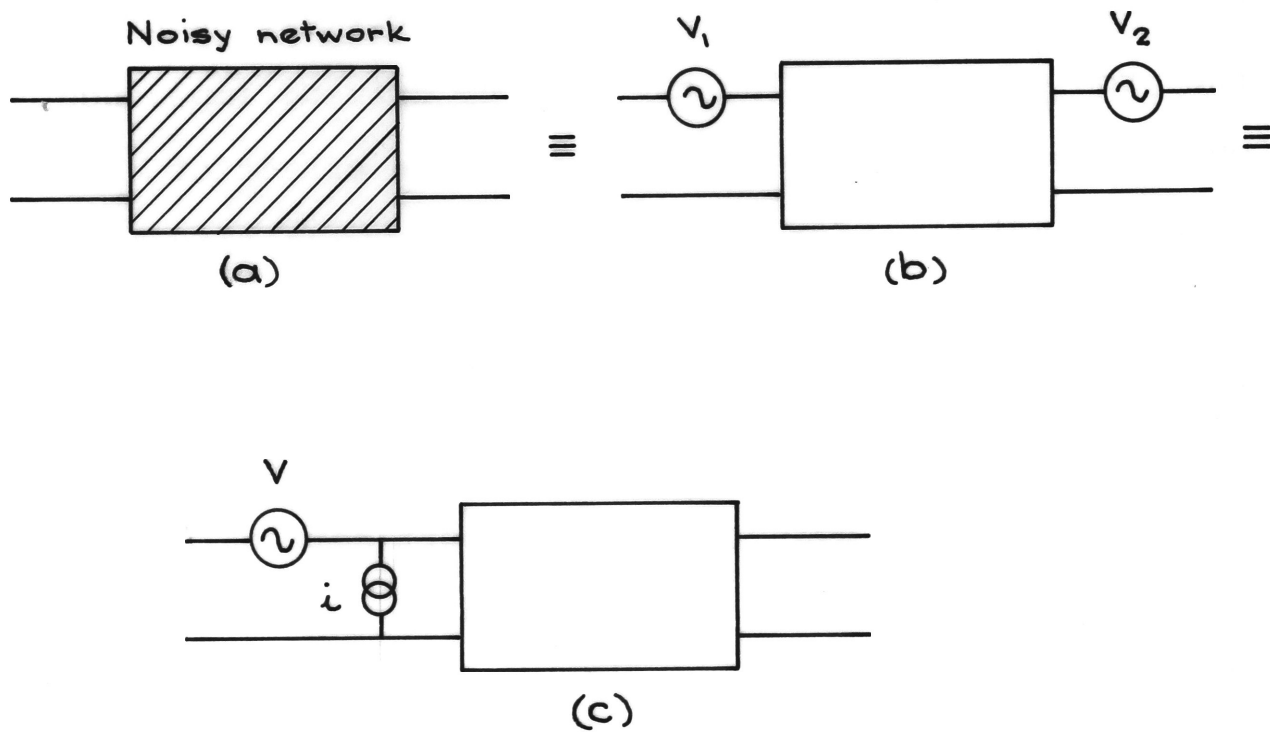 Noisy network
V₁
V₂
≡
≡
(a)
(b)
V
i
(c)